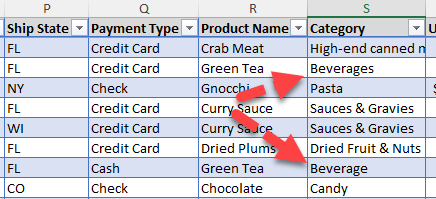 P Q R S
Ship State Payment Type Product Name Category U
FL Credit Card Crab Meat High-end canned m
FL Credit Card Green Tea Beverages
NY Check Gnocchi Pasta
FL Credit Card Curry Sauce Sauces & Gravies
WI Credit Card Curry Sauce Sauces & Gravies
FL Credit Card Dried Plums Dried Fruit & Nuts
FL Cash Green Tea Beverage
CO Check Chocolate Candy